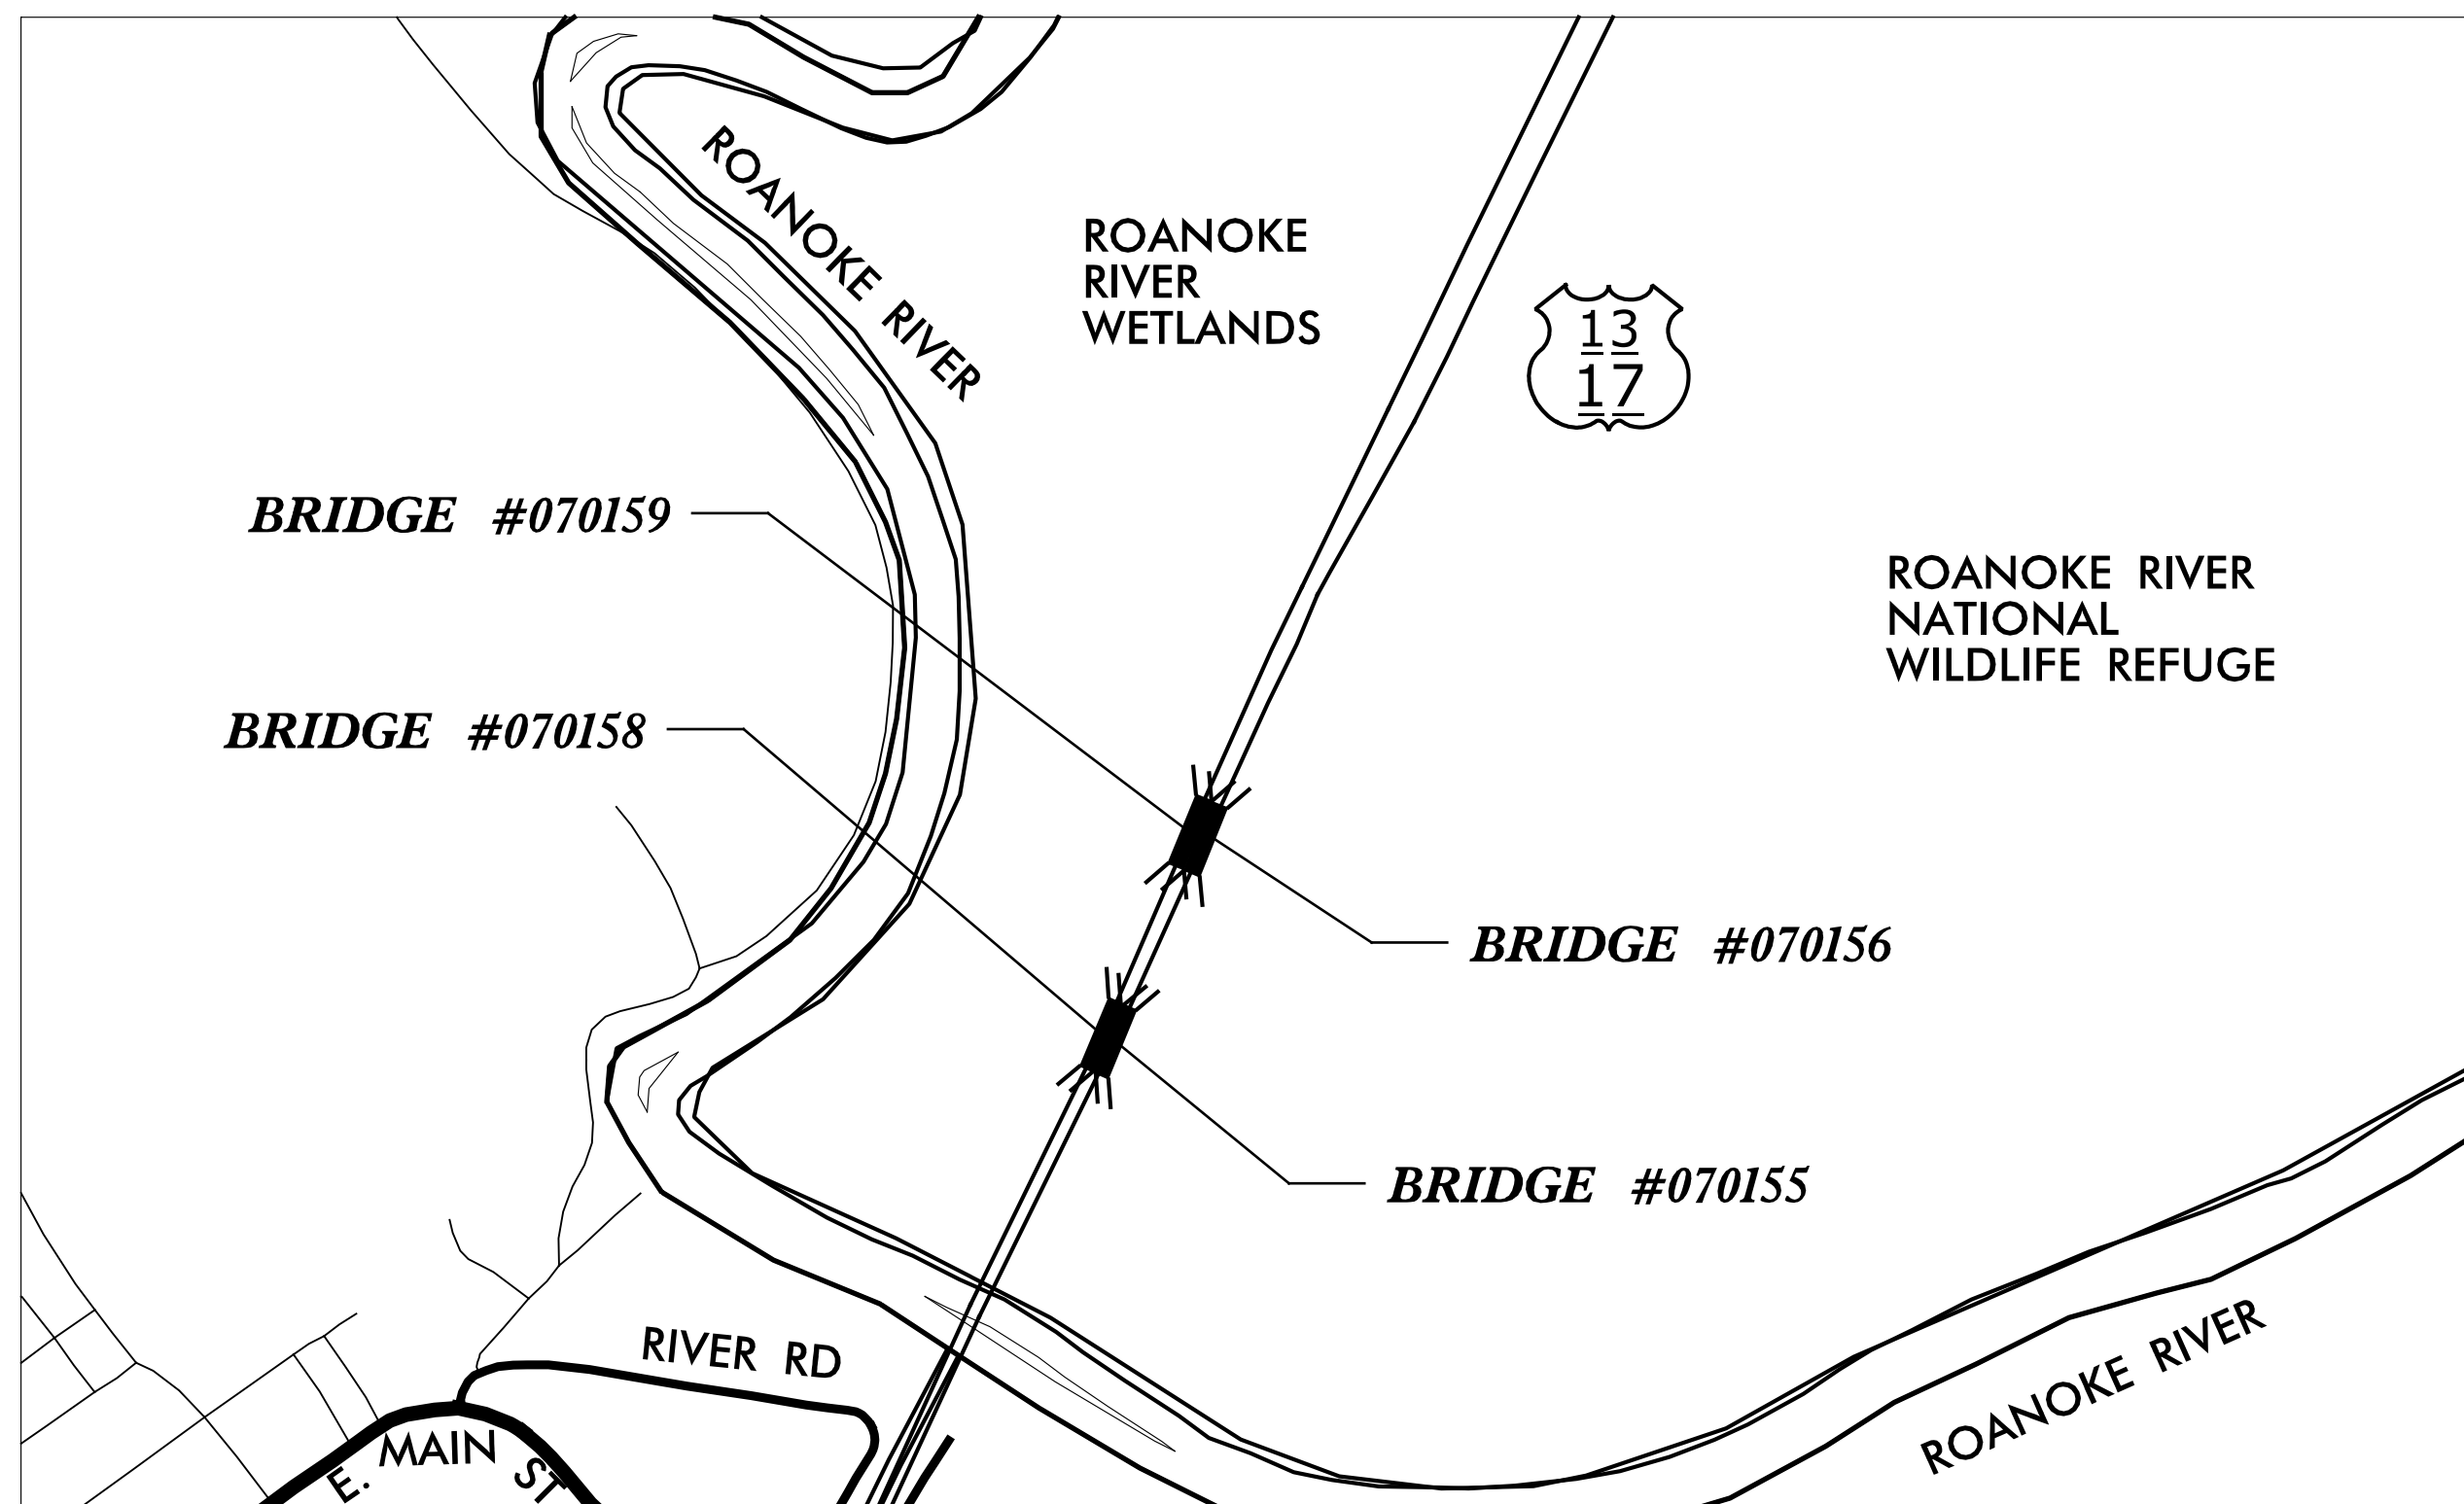 ROANOKE RIVER
ROANOKE
RIVER
WETLANDS
13
17
BRIDGE #070159
ROANOKE RIVER
NATIONAL
WILDLIFE REFUGE
BRIDGE #070158
BRIDGE #070156
BRIDGE #070155
RIVER RD
ROANOKE RIVER
E. MAIN ST